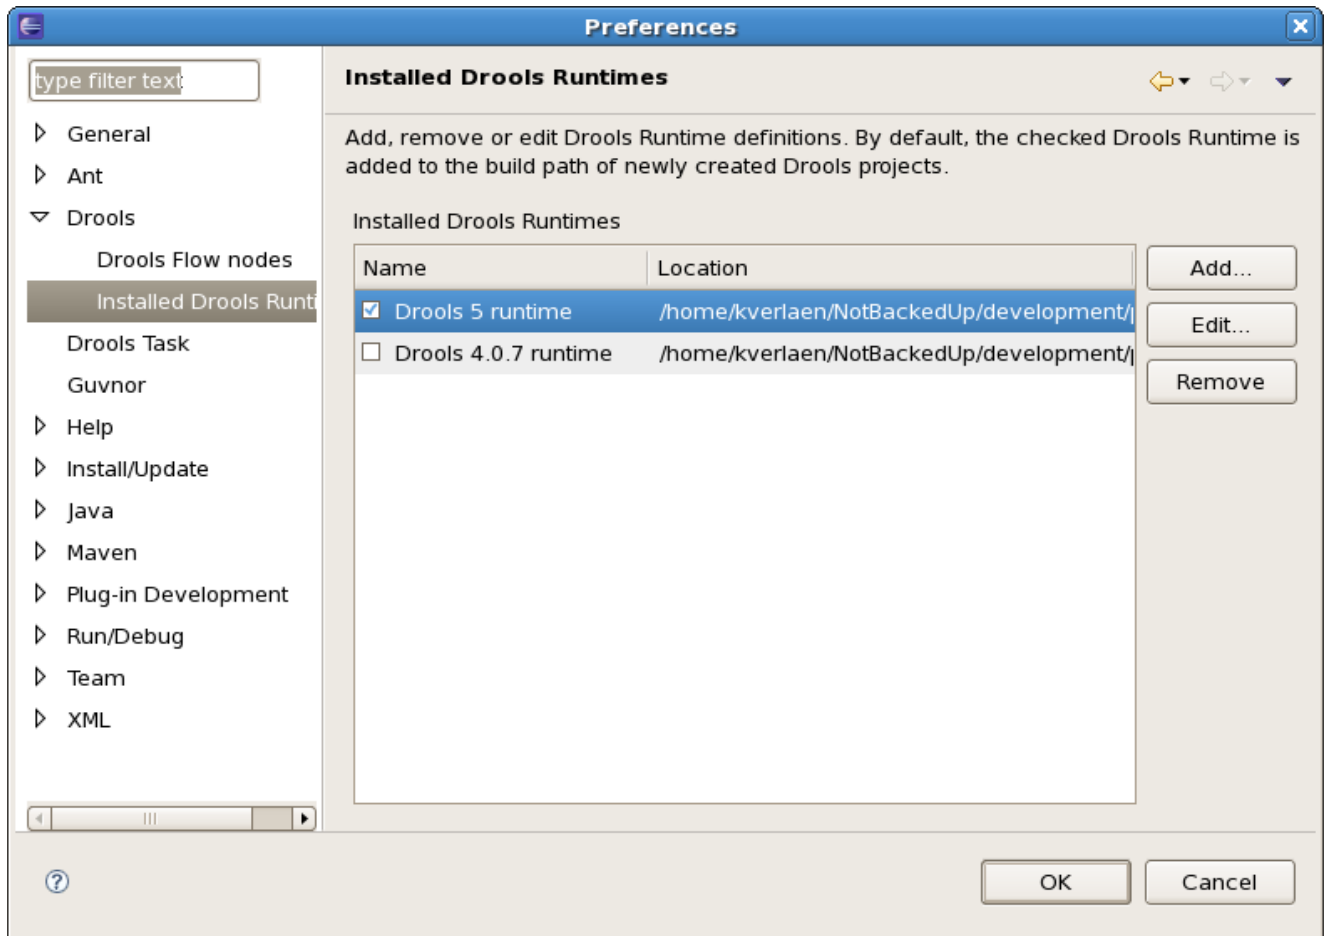 Preferences
type filter text
General
Ant
Drools
Drools Flow nodes
Installed Drools Runti
Drools Task
Guvnor
Help
Install/Update
Java
Maven
Plug-in Development
Run/Debug
Team
XML
Installed Drools Runtimes
Add, remove or edit Drools Runtime definitions. By default, the checked Drools Runtime is
added to the build path of newly created Drools projects.
Installed Drools Runtimes
Name Location
Drools 5 runtime /home/kverlaen/NotBackedUp/development/p
Drools 4.0.7 runtime /home/kverlaen/NotBackedUp/development/p
Add...
Edit...
Remove
OK
Cancel